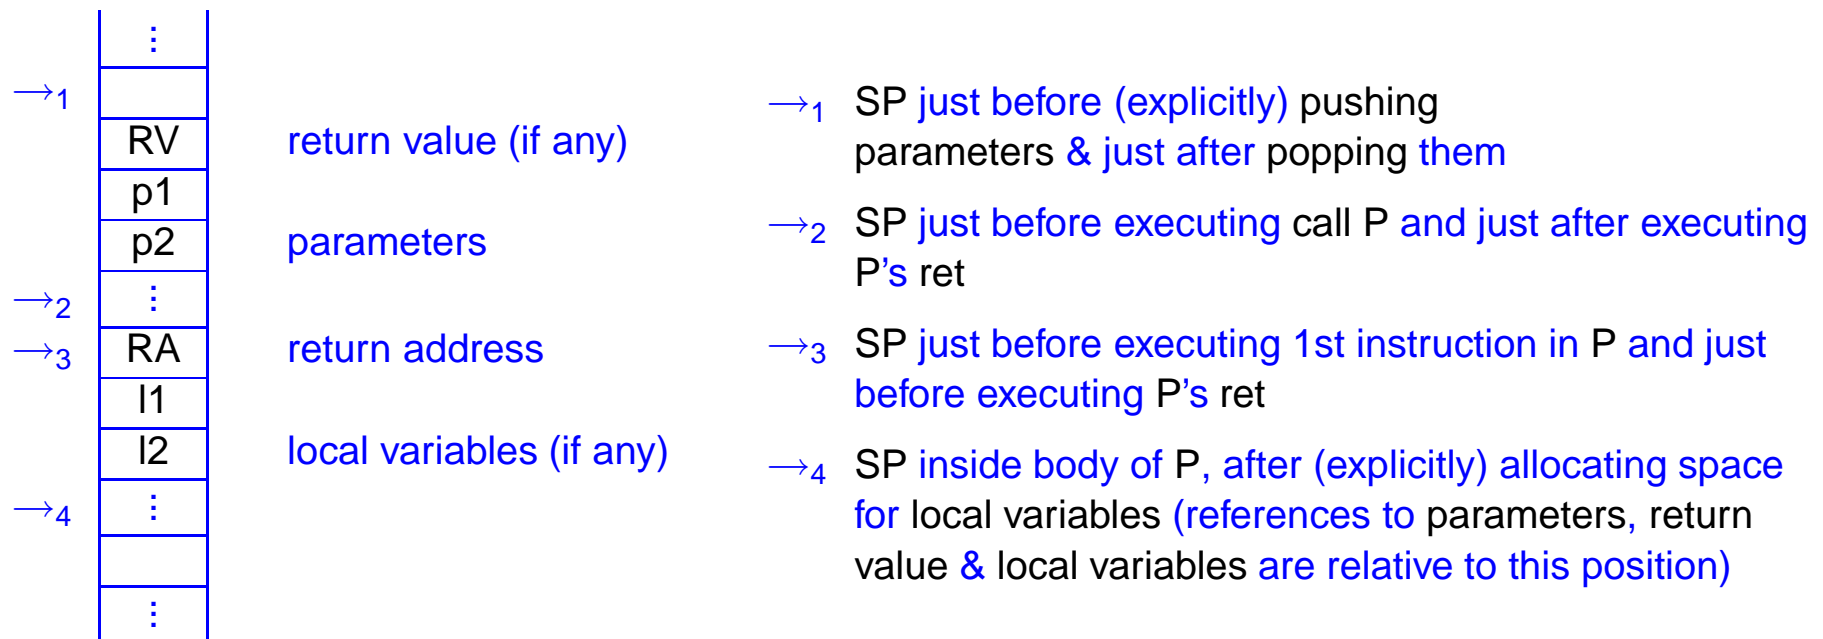 ⋮
→1
RV return value (if any)
p1
p2 parameters
→2 ⋮
→3 RA return address
l1
l2 local variables (if any)
→4 ⋮
⋮
→1 SP just before (explicitly) pushing
parameters & just after popping them
→2 SP just before executing call P and just after executing
P's ret
→3 SP just before executing 1st instruction in P and just
before executing P's ret
→4 SP inside body of P, after (explicitly) allocating space
for local variables (references to parameters, return
value & local variables are relative to this position)